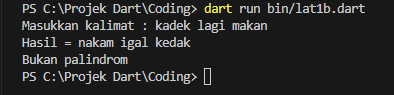 PS C:\Projek Dart\Coding> dart run bin/lat1b.dart
Masukkan kalimat : kadek lagi makan
Hasil = nakam igal kedak
Bukan palindrom
PS C:\Projek Dart\Coding>